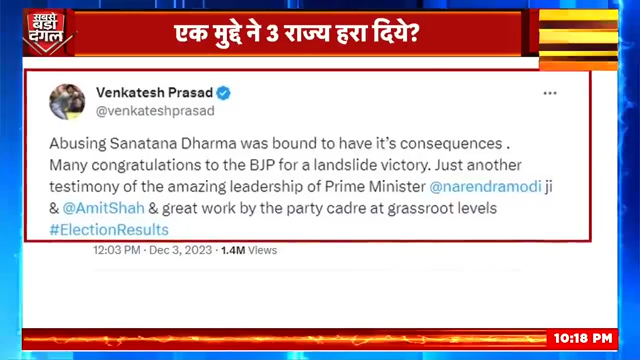 सबसे
बड़ा
दंगल
एक मुद्दे ने 3 राज्य हरा दिये?
Venkatesh Prasad
@venkateshprasad
Abusing Sanatana Dharma was bound to have it's consequences .
Many congratulations to the BJP for a landslide victory. Just another
testimony of the amazing leadership of Prime Minister @narendramodi ji
& @AmitShah & great work by the party cadre at grassroot levels
#ElectionResults
12:03 PM · Dec 3, 2023 · 1.4M Views
10:18 PM